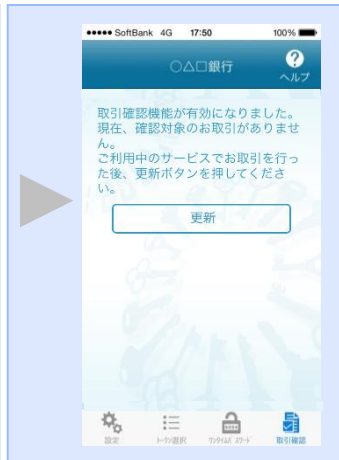 ●●●●● SoftBank 4G 17:50 100%
○△□銀行
?
ヘルプ
取引確認機能が有効になりました。
現在、確認対象のお取引がありませ
ん。
ご利用中のサービスでお取引を行っ
た後、更新ボタンを押してくださ
い。
更新
設定 トークン選択 ワンタイムパスワード 取引確認